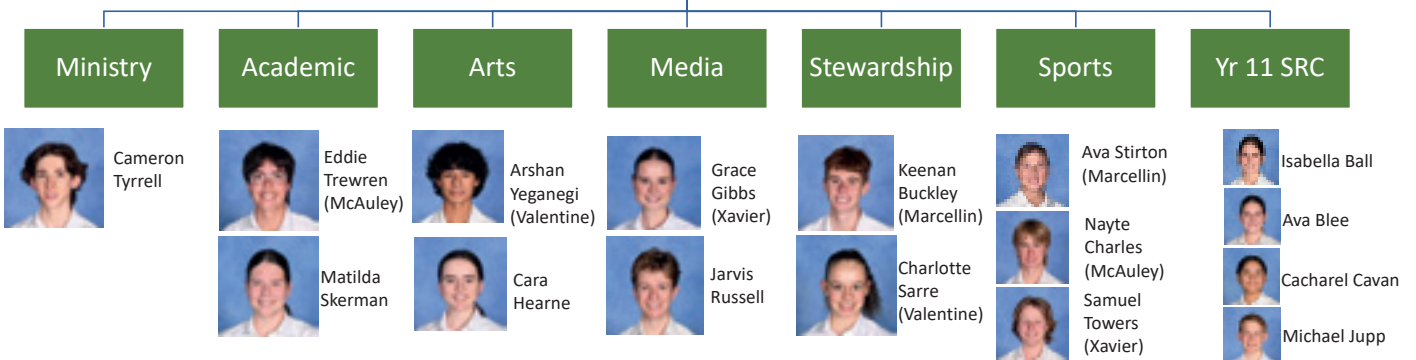 Ministry
Academic
Arts
Media
Stewardship
Sports
Yr 11 SRC
Cameron
Tyrrell
Eddie
Trewren
(McAuley)
Matilda
Skerman
Arshan
Yeganegi
(Valentine)
Cara
Hearne
Grace
Gibbs
(Xavier)
Jarvis
Russell
Keenan
Buckley
(Marcellin)
Charlotte
Sarre
(Valentine)
Ava Stirton
(Marcellin)
Nayte
Charles
(McAuley)
Samuel
Towers
(Xavier)
Isabella Ball
Ava Blee
Cacharel Cavan
Michael Jupp